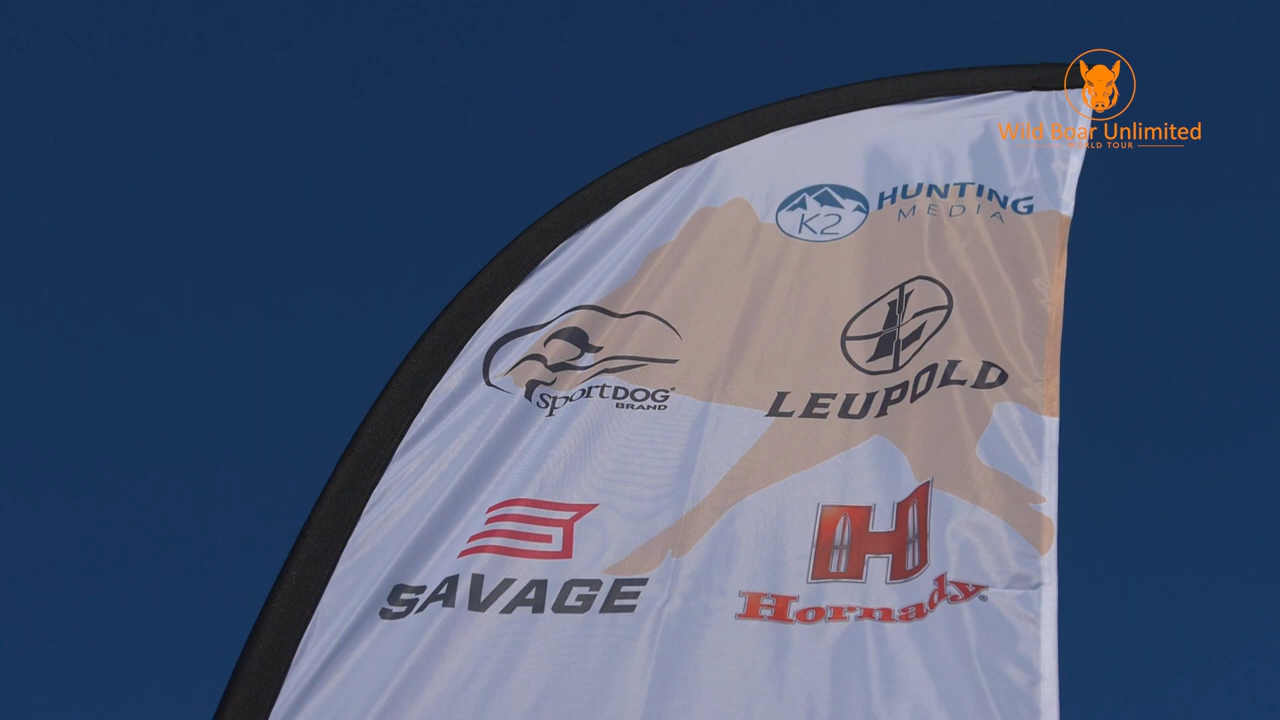 Wild Boar Unlimited
WORLD TOUR
K2
HUNTING
MEDIA
LEUPOLD
sportDOG®
BRAND
SAVAGE
Hornady®